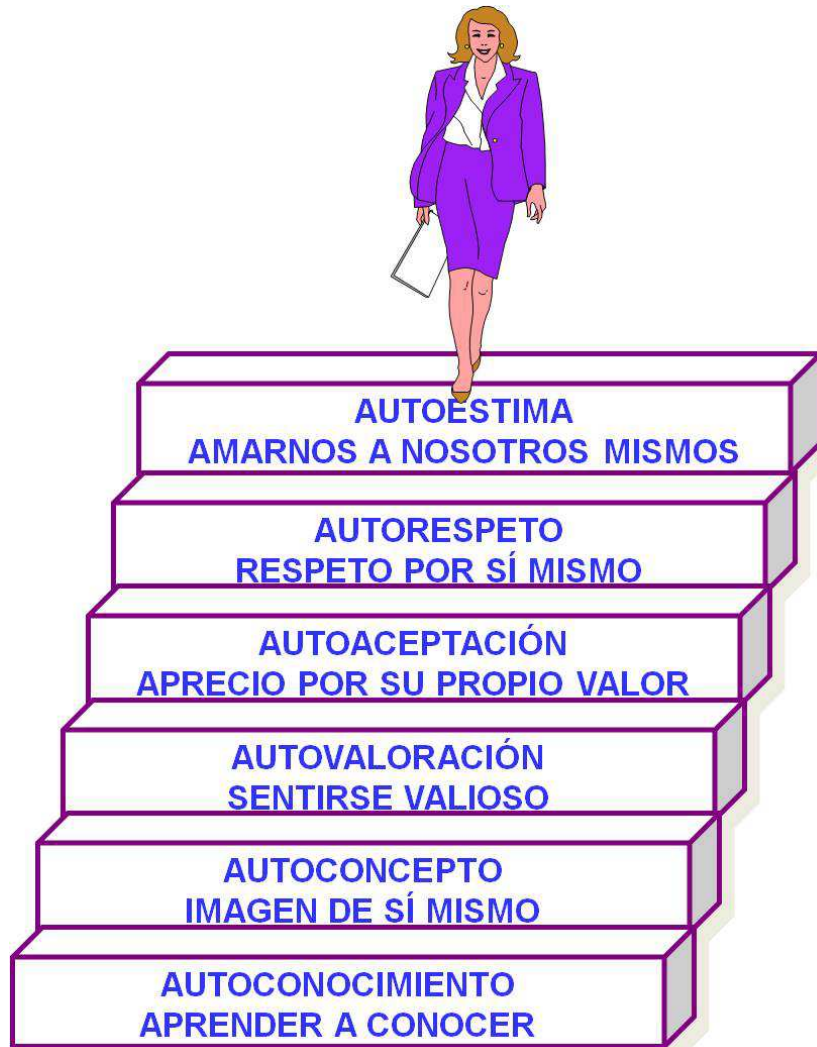 AUTOESTIMA
AMARNOS A NOSOTROS MISMOS
AUTORESPETO
RESPETO POR SÍ MISMO
AUTOACEPTACIÓN
APRECIO POR SU PROPIO VALOR
AUTOVALORACIÓN
SENTIRSE VALIOSO
AUTOCONCEPTO
IMAGEN DE SÍ MISMO
AUTOCONOCIMIENTO
APRENDER A CONOCER